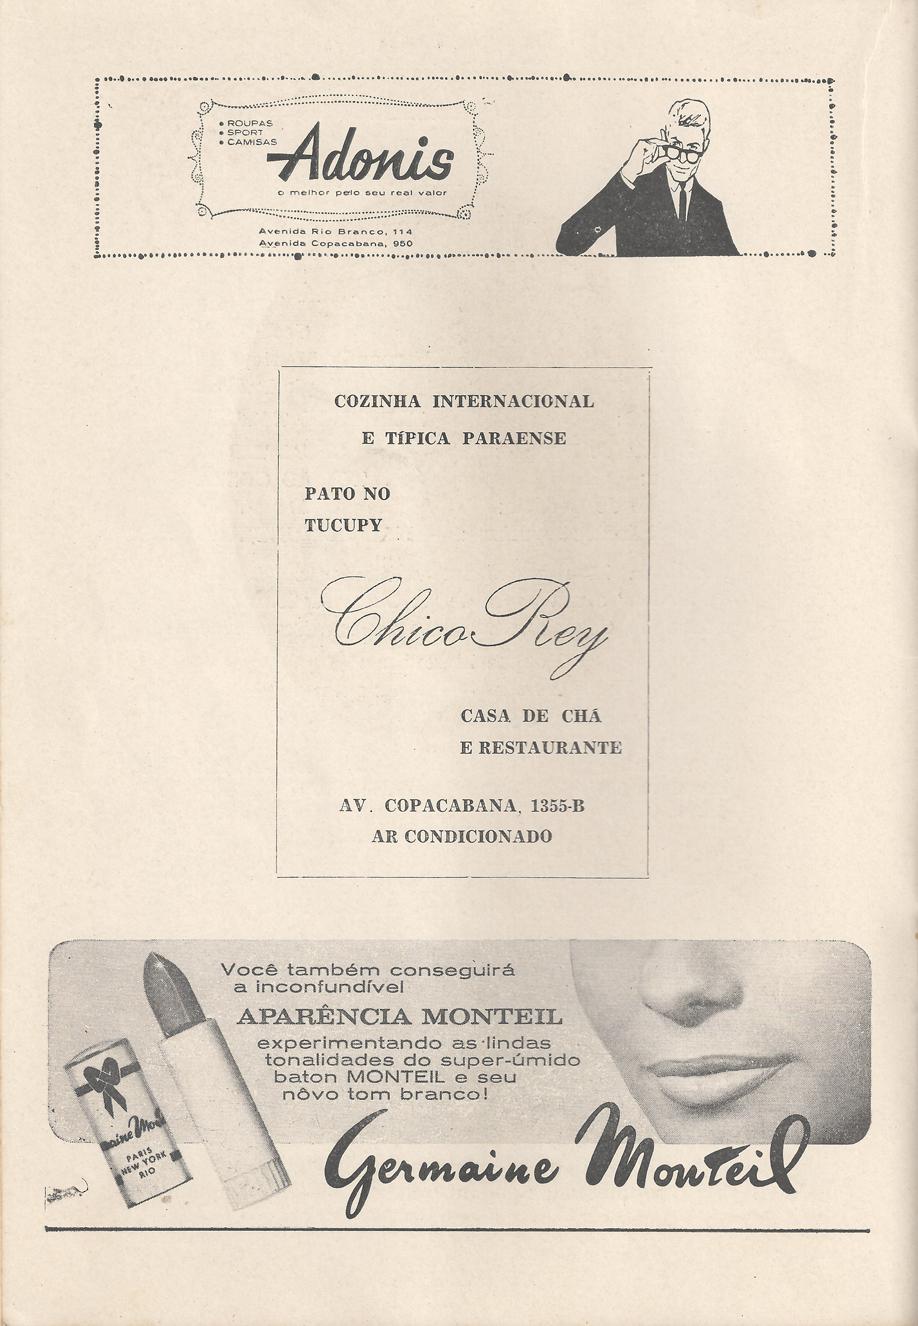 • ROUPAS
• SPORT
• CAMISAS
Adonis
o melhor pelo seu real valor
Avenida Rio Branco, 114
Avenida Copacabana, 950
COZINHA INTERNACIONAL
E TÍPICA PARAENSE
PATO NO
TUCUPY
Chico Rey
CASA DE CHÁ
E RESTAURANTE
AV. COPACABANA, 1355-B
AR CONDICIONADO
Você também conseguirá
a inconfundível
APARÊNCIA MONTEIL
experimentando as lindas
tonalidades do super-úmido
baton MONTEIL e seu
nôvo tom branco!
Germaine Monteil
PARIS
NEW YORK
RIO